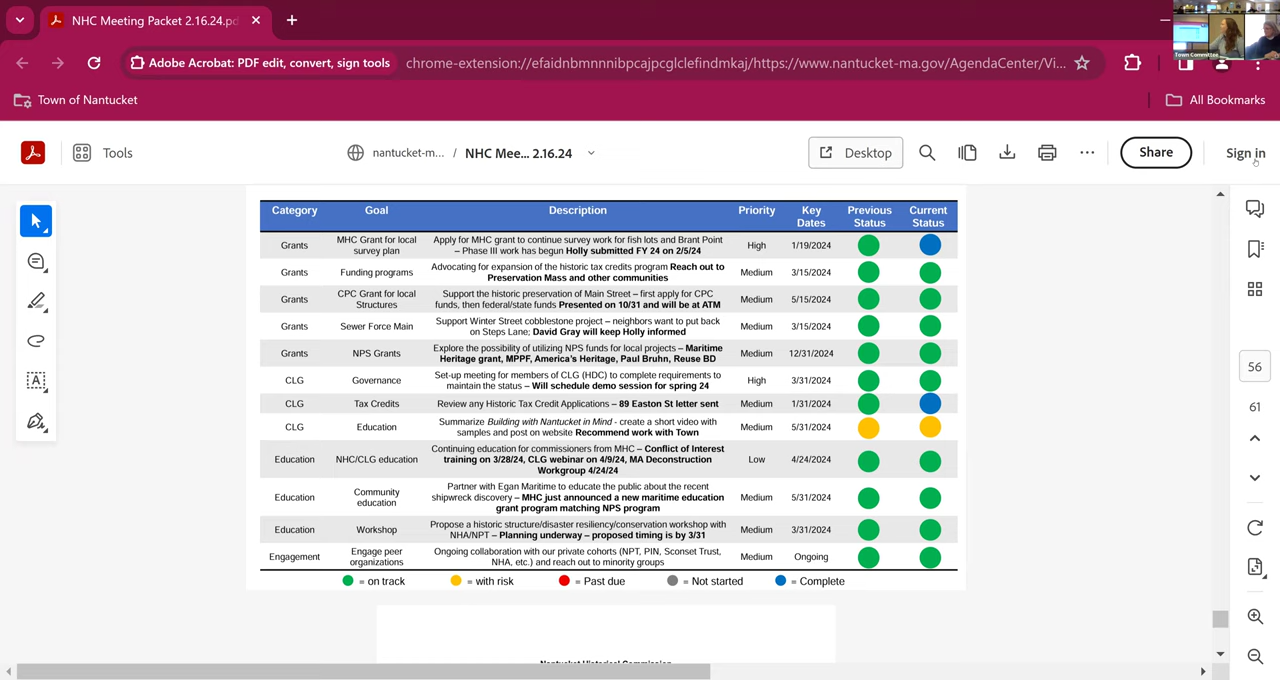 NHC Meeting Packet 2.16.24.pd
Adobe Acrobat: PDF edit, convert, sign tools
chrome-extension://efaidnbmnnnibpcajpcglclefindmkaj/https://www.nantucket-ma.gov/AgendaCenter/Vi...
Town of Nantucket
All Bookmarks
Town Committee
Tools
nantucket-m... / NHC Mee... 2.16.24
Desktop
Share
Sign in
Category Goal Description Priority Key Dates Previous Status Current Status
Grants MHC Grant for local survey plan Apply for MHC grant to continue survey work for fish lots and Brant Point – Phase III work has begun Holly submitted FY 24 on 2/5/24 High 1/19/2024
Grants Funding programs Advocating for expansion of the historic tax credits program Reach out to Preservation Mass and other communities Medium 3/15/2024
Grants CPC Grant for local Structures Support the historic preservation of Main Street – first apply for CPC funds, then federal/state funds Presented on 10/31 and will be at ATM Medium 5/15/2024
Grants Sewer Force Main Support Winter Street cobblestone project – neighbors want to put back on Steps Lane; David Gray will keep Holly informed Medium 3/15/2024
Grants NPS Grants Explore the possibility of utilizing NPS funds for local projects – Maritime Heritage grant, MPPF, America's Heritage, Paul Bruhn, Reuse BD Medium 12/31/2024
CLG Governance Set-up meeting for members of CLG (HDC) to complete requirements to maintain the status – Will schedule demo session for spring 24 High 3/31/2024
CLG Tax Credits Review any Historic Tax Credit Applications – 89 Easton St letter sent Medium 1/31/2024
CLG Education Summarize Building with Nantucket in Mind - create a short video with samples and post on website Recommend work with Town Medium 5/31/2024
Education NHC/CLG education Continuing education for commissioners from MHC – Conflict of Interest training on 3/28/24, CLG webinar on 4/9/24, MA Deconstruction Workgroup 4/24/24 Low 4/24/2024
Education Community education Partner with Egan Maritime to educate the public about the recent shipwreck discovery – MHC just announced a new maritime education grant program matching NPS program Medium 5/31/2024
Education Workshop Propose a historic structure/disaster resiliency/conservation workshop with NHA/NPT – Planning underway – proposed timing is by 3/31 Medium 3/31/2024
Engagement Engage peer organizations Ongoing collaboration with our private cohorts (NPT, PIN, Sconset Trust, NHA, etc.) and reach out to minority groups Medium Ongoing
= on track = with risk = Past due = Not started = Complete
56
61
Nantucket Historical Commission